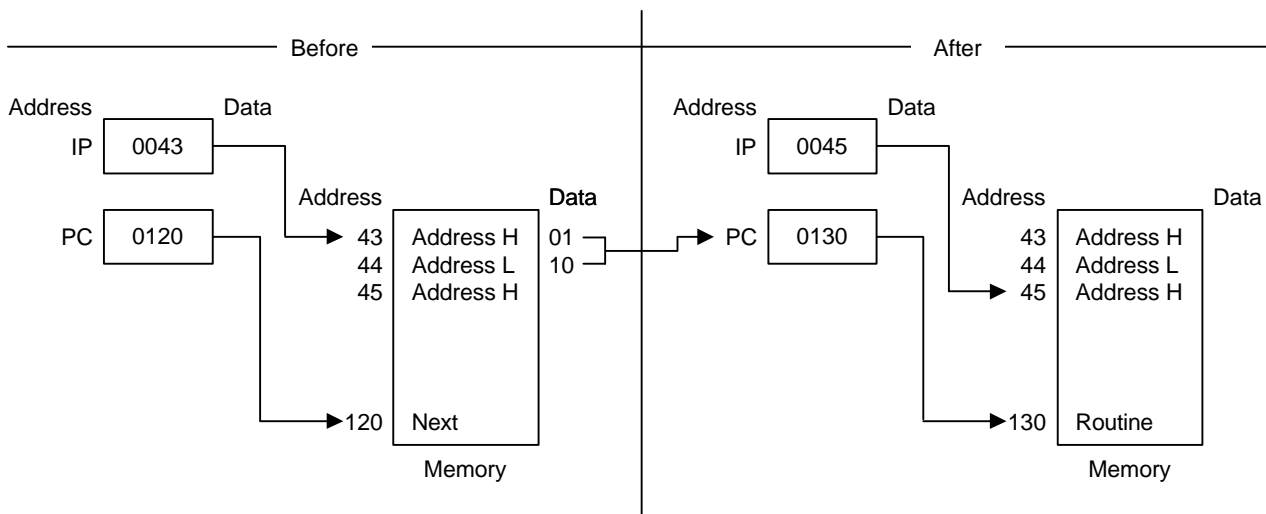 Before
After
Address Data
IP 0043
Address Data
PC 0120
43 Address H 01
44 Address L 10
45 Address H
120 Next
Memory
Address Data
IP 0045
Address Data
PC 0130
43 Address H
44 Address L
45 Address H
130 Routine
Memory